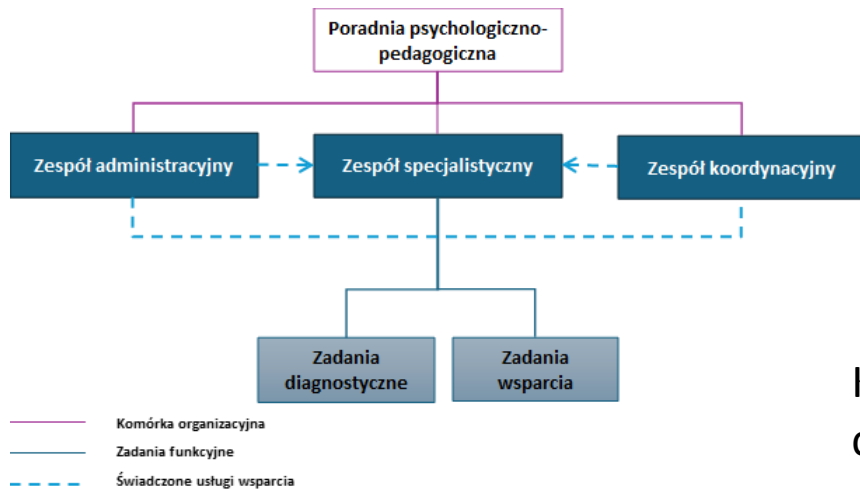 Poradnia psychologiczno-
pedagogiczna
Zespół administracyjny
Zespół specjalistyczny
Zespół koordynacyjny
Zadania
diagnostyczne
Zadania
wsparcia
Komórka organizacyjna
Zadania funkcyjne
Świadczone usługi wsparcia